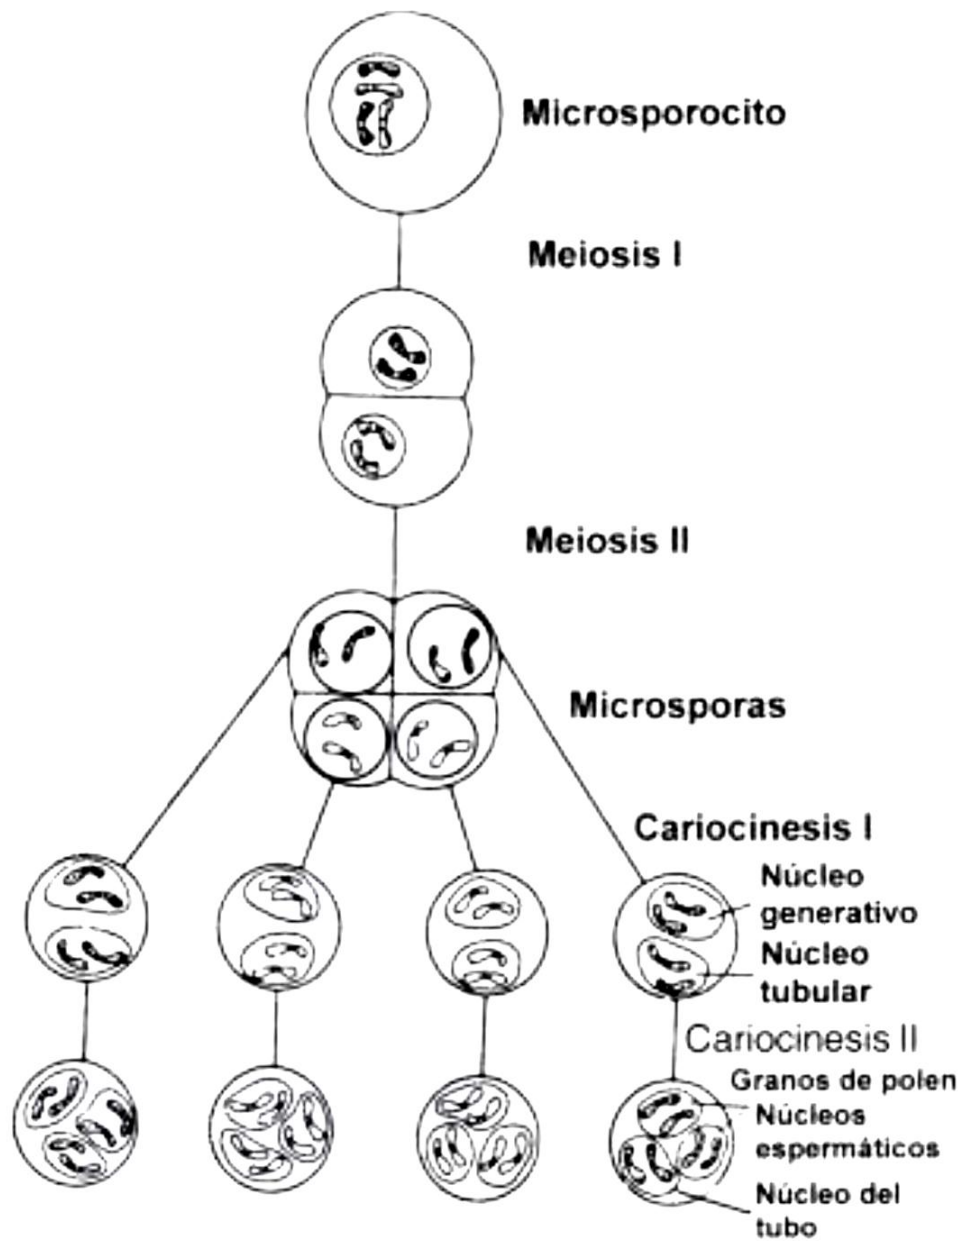 Microsporocito
Meiosis I
Meiosis II
Microsporas
Cariocinesis I
Núcleo
generativo
Núcleo
tubular
Cariocinesis II
Granos de polen
Núcleos
espermáticos
Núcleo del
tubo